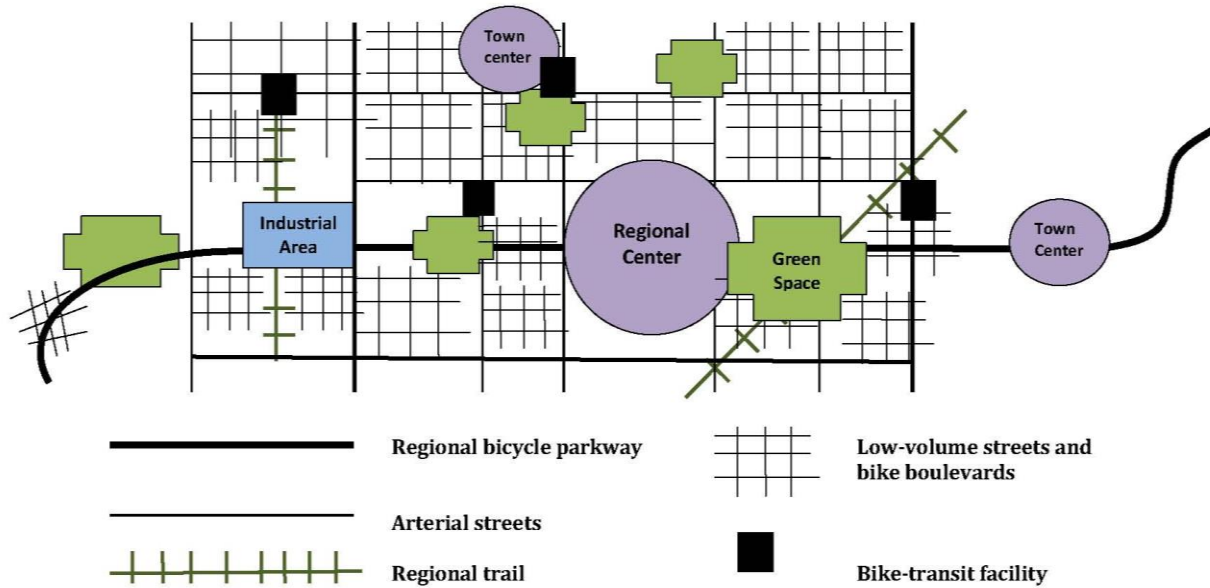 Town
center
Industrial
Area
Regional
Center
Green
Space
Town
Center
Regional bicycle parkway
Arterial streets
Regional trail
Low-volume streets and
bike boulevards
Bike-transit facility